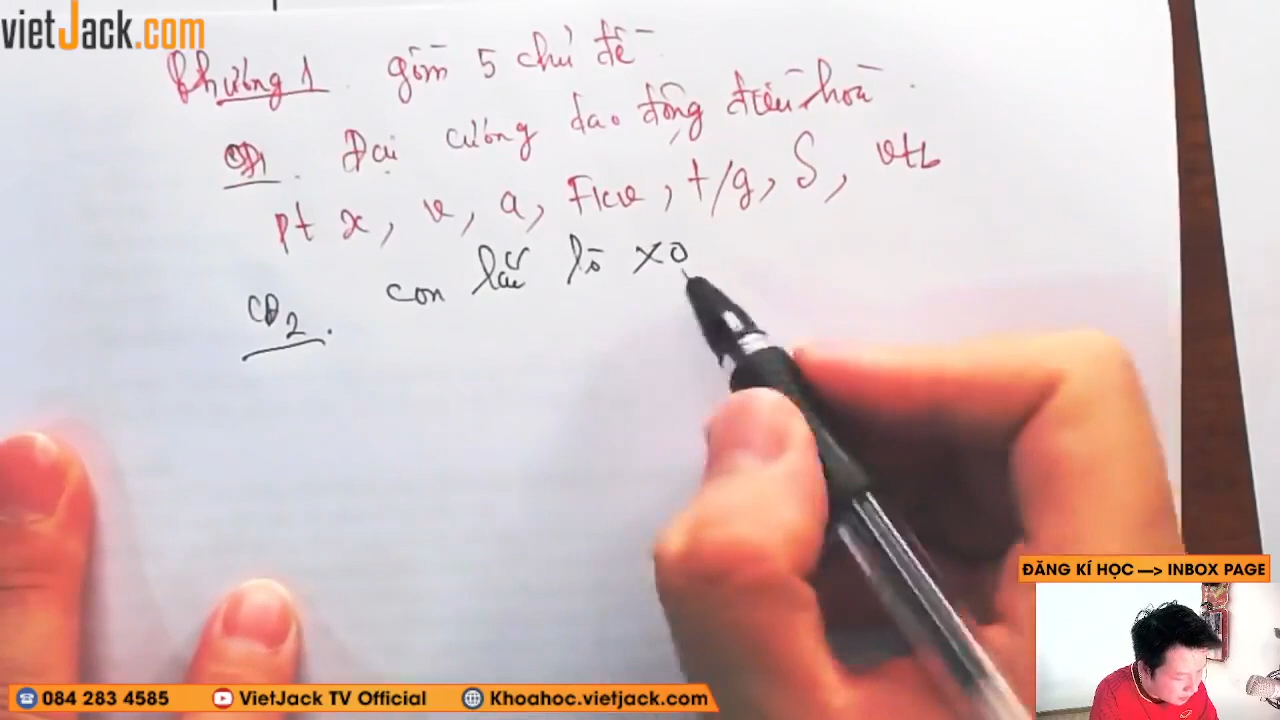 vietJack.com
Chương 1 gồm 5 chủ đề
CĐ1. Đại cương dao động điều hoà.
pt x, v, a, Fkv, t/g, S, vtb
CĐ2. con lắc lò xo
ĐĂNG KÍ HỌC —> INBOX PAGE
084 283 4585 VietJack TV Official Khoahoc.vietjack.com